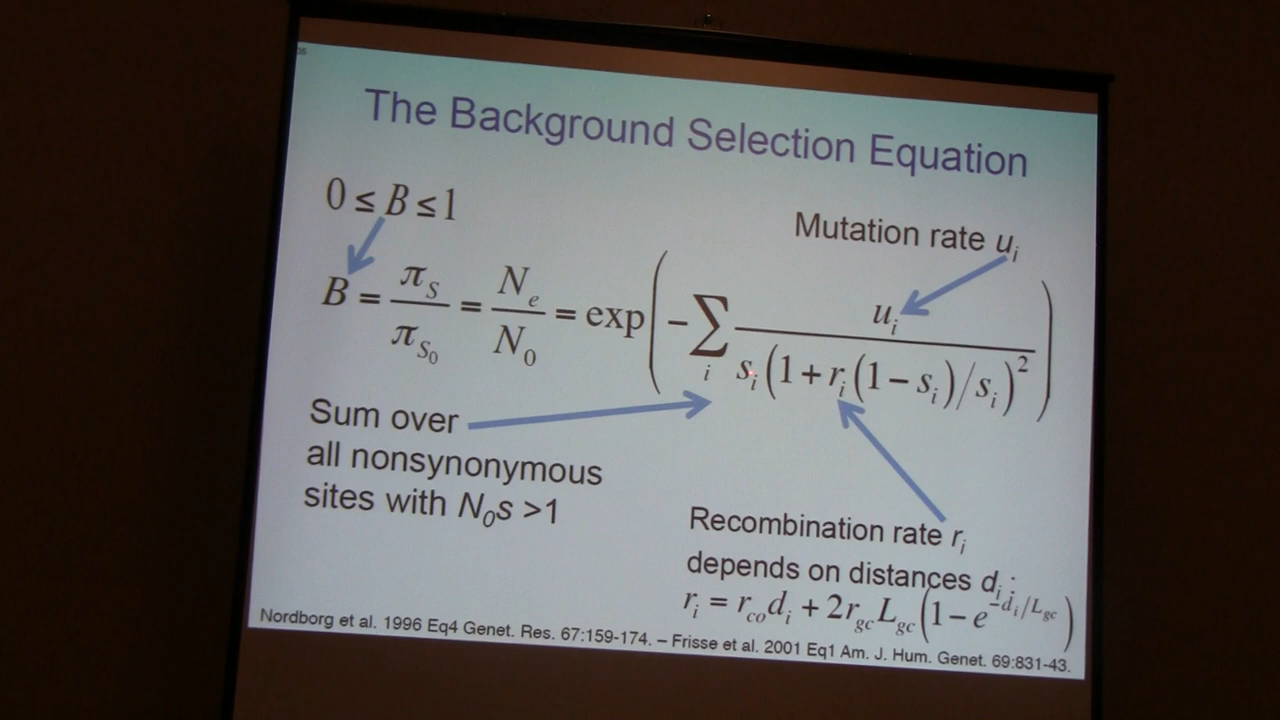 The Background Selection Equation
0 ≤ B ≤ 1
Mutation rate u_i
B = π_S / π_{S_0} = N_e / N_0 = exp( − ∑_i u_i / ( s_i (1 + r_i (1 − s_i)/s_i)^2 ) )
Sum over
all nonsynonymous
sites with N_0s >1
Recombination rate r_i
depends on distances d_i :
r_i = r_co d_i + 2r_gc L_gc (1 − e^{−d_i/L_gc})
Nordborg et al. 1996 Eq4 Genet. Res. 67:159-174. – Frisse et al. 2001 Eq1 Am. J. Hum. Genet. 69:831-43.